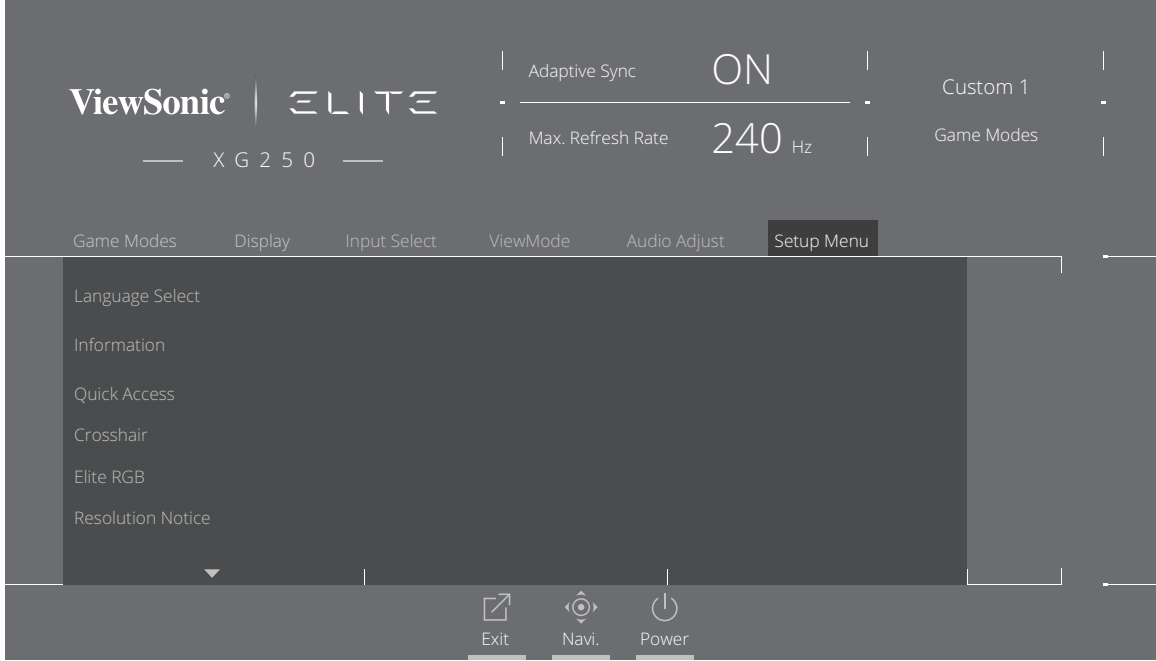 ViewSonic® ELITE
XG250
Adaptive Sync ON
Max. Refresh Rate 240 Hz
Custom 1
Game Modes
Game Modes Display Input Select ViewMode Audio Adjust Setup Menu
Language Select
Information
Quick Access
Crosshair
Elite RGB
Resolution Notice
Exit Navi. Power